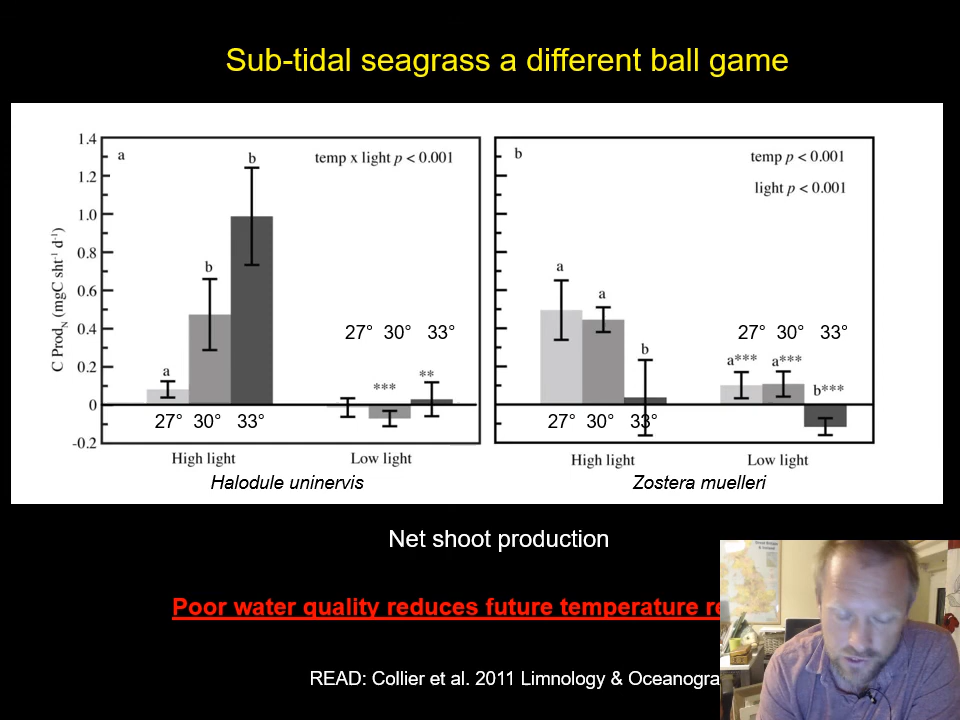 Sub-tidal seagrass a different ball game
a
temp x light p < 0.001
1.4
1.2
1.0
0.8
0.6
0.4
0.2
0
-0.2
C Prod_N (mgC sht⁻¹ d⁻¹)
a
b
b
27° 30° 33°
*** **
27° 30° 33°
High light
Low light
Halodule uninervis
b
temp p < 0.001
light p < 0.001
a
a
b
27° 30° 33°
a*** a***
b***
27° 30° 33°
High light
Low light
Zostera muelleri
Net shoot production
Poor water quality reduces future temperature
READ: Collier et al. 2011 Limnology &